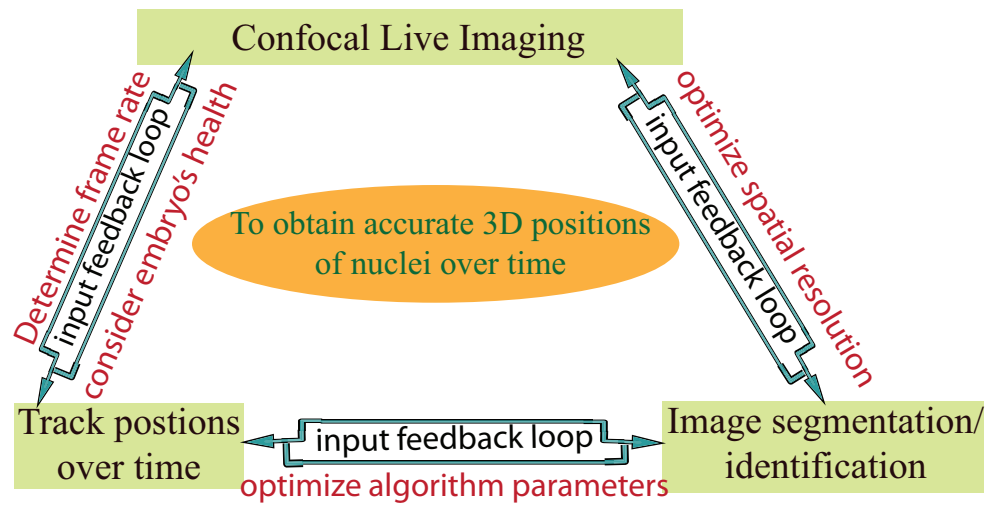 Confocal Live Imaging
Determine frame rate
input feedback loop
consider embryo's health
optimize spatial resolution
input feedback loop
To obtain accurate 3D positions
of nuclei over time
Track postions
over time
input feedback loop
optimize algorithm parameters
Image segmentation/
identification